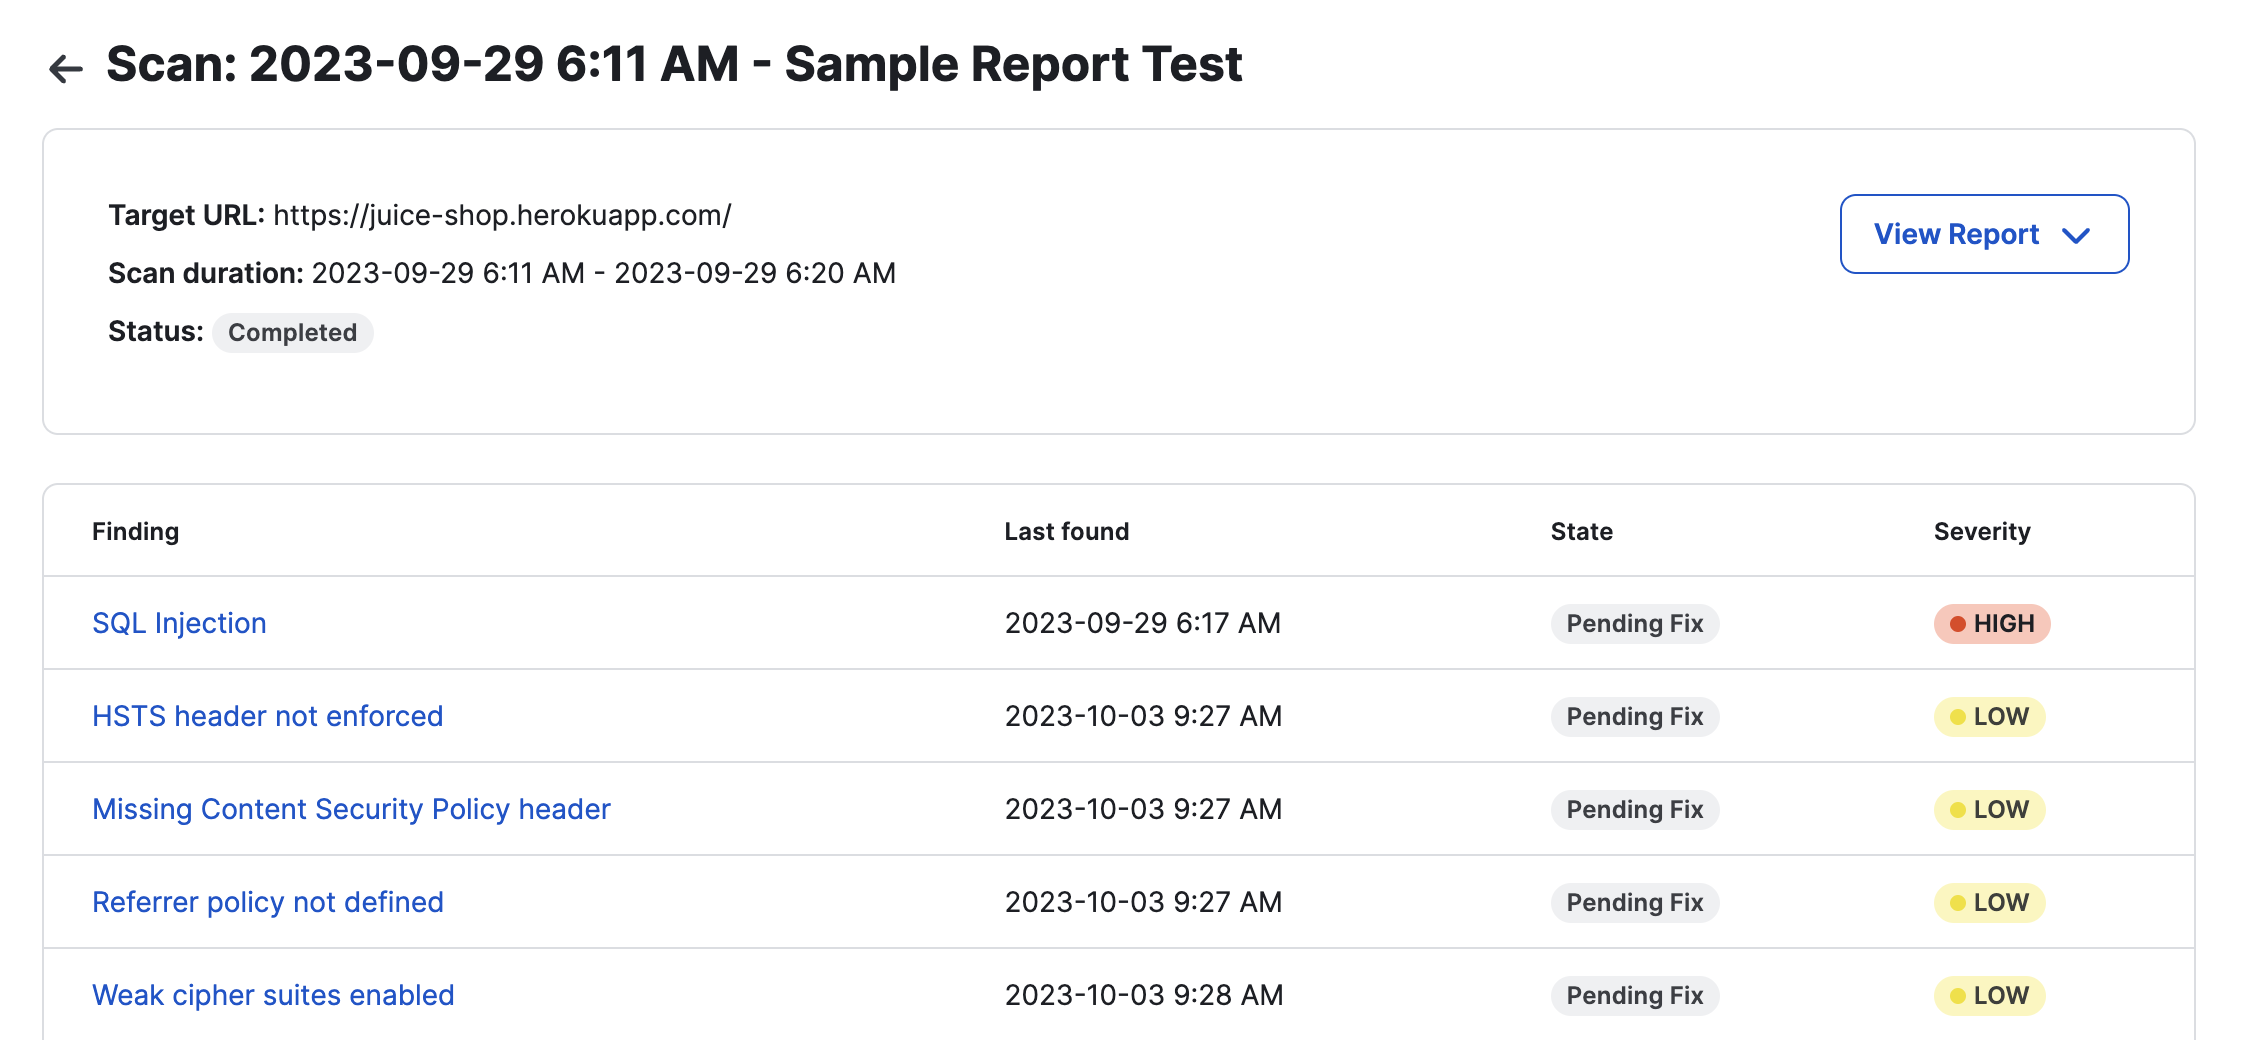 Scan: 2023-09-29 6:11 AM - Sample Report Test
Target URL: https://juice-shop.herokuapp.com/
View Report
Scan duration: 2023-09-29 6:11 AM - 2023-09-29 6:20 AM
Status: Completed
Finding Last found State Severity
SQL Injection 2023-09-29 6:17 AM Pending Fix HIGH
HSTS header not enforced 2023-10-03 9:27 AM Pending Fix LOW
Missing Content Security Policy header 2023-10-03 9:27 AM Pending Fix LOW
Referrer policy not defined 2023-10-03 9:27 AM Pending Fix LOW
Weak cipher suites enabled 2023-10-03 9:28 AM Pending Fix LOW